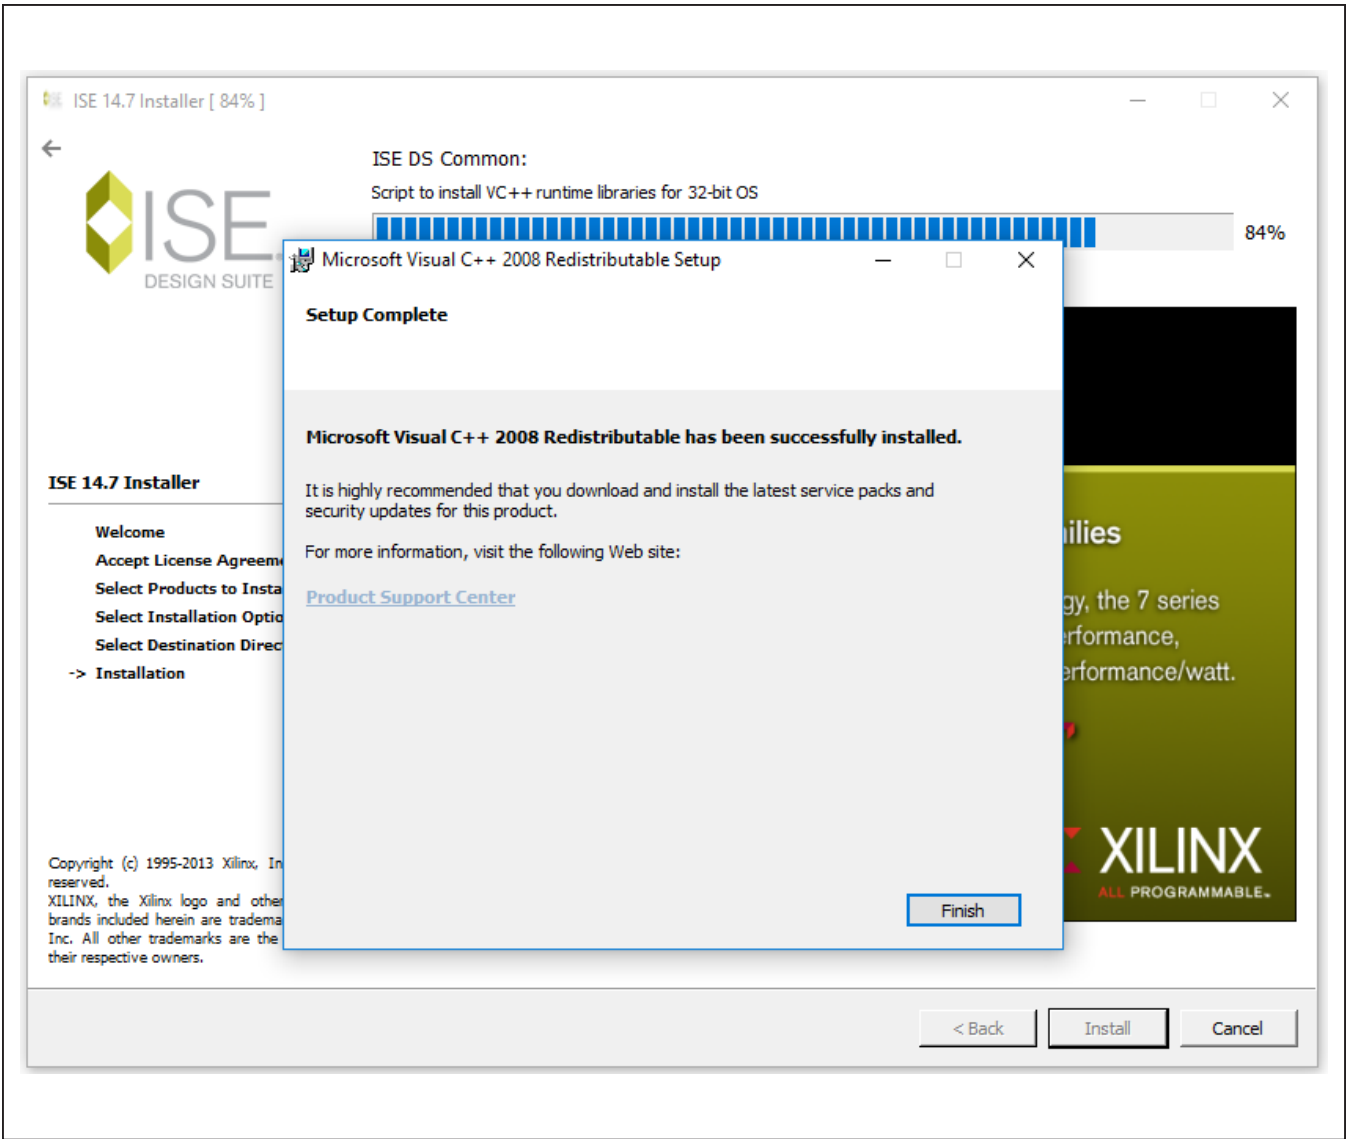 ISE 14.7 Installer [ 84% ]
ISE DS Common:
Script to install VC++ runtime libraries for 32-bit OS
84%
ISE
DESIGN SUITE
Microsoft Visual C++ 2008 Redistributable Setup
Setup Complete
Microsoft Visual C++ 2008 Redistributable has been successfully installed.
It is highly recommended that you download and install the latest service packs and
security updates for this product.
For more information, visit the following Web site:
Product Support Center
Finish
ISE 14.7 Installer
Welcome
Accept License Agreem
Select Products to Insta
Select Installation Optio
Select Destination Direc
-> Installation
Copyright (c) 1995-2013 Xilinx, In
reserved.
XILINX, the Xilinx logo and other
brands included herein are tradema
Inc. All other trademarks are the
their respective owners.
ilies
gy, the 7 series
rformance,
erformance/watt.
XILINX
ALL PROGRAMMABLE™
< Back
Install
Cancel